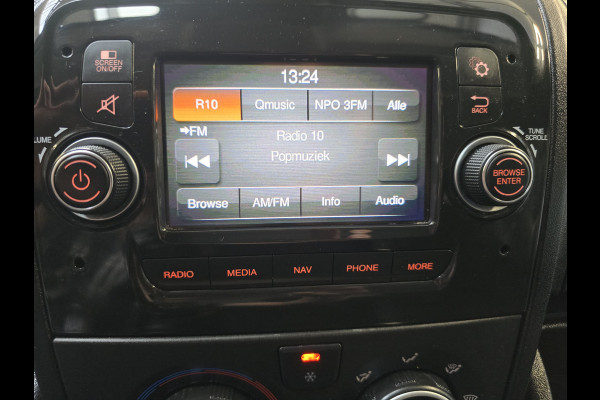 13:24
SCREEN
ON/OFF
R10 Qmusic NPO 3FM Alle
FM
BACK
VOLUME
Radio 10
TUNE
SCROLL
Popmuziek
BROWSE
ENTER
Browse AM/FM Info Audio
RADIO MEDIA NAV PHONE MORE